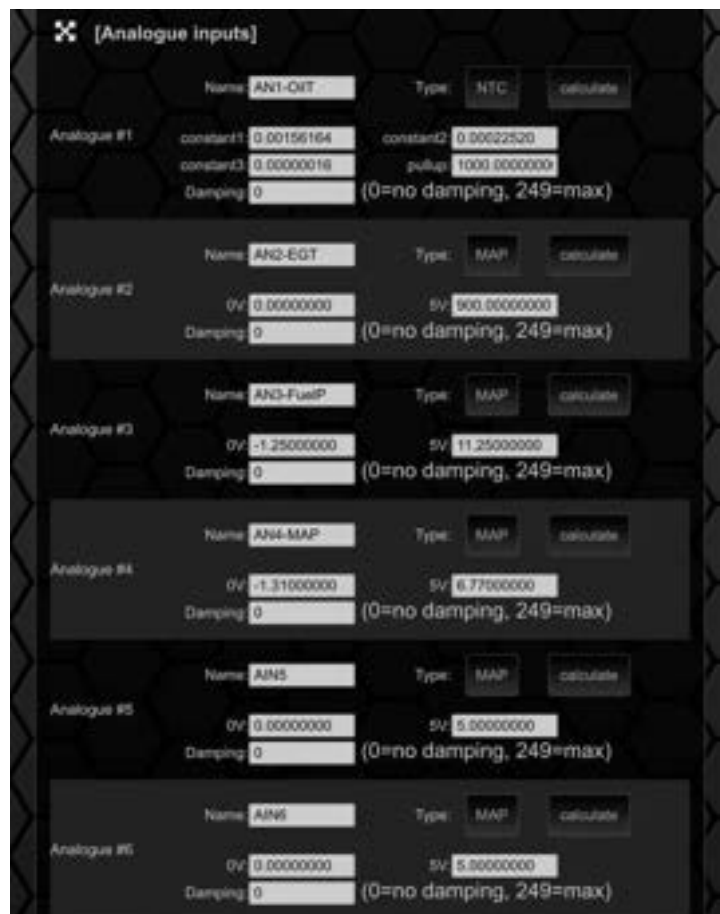 [Analogue inputs]
Name: AN1-OilT Type: NTC calculate
Analogue #1 constant1: 0.00156164 constant2: 0.00022520
constant3: 0.00000016 pullup: 1000.0000000
Damping: 0 (0=no damping, 249=max)
Name: AN2-EGT Type: MAP calculate
Analogue #2
0V: 0.00000000 5V: 900.00000000
Damping: 0 (0=no damping, 249=max)
Name: AN3-FuelP Type: MAP calculate
Analogue #3
0V: -1.25000000 5V: 11.25000000
Damping: 0 (0=no damping, 249=max)
Name: AN4-MAP Type: MAP calculate
Analogue #4
0V: -1.31000000 5V: 6.77000000
Damping: 0 (0=no damping, 249=max)
Name: AIN5 Type: MAP calculate
Analogue #5
0V: 0.00000000 5V: 5.00000000
Damping: 0 (0=no damping, 249=max)
Name: AIN6 Type: MAP calculate
Analogue #6
0V: 0.00000000 5V: 5.00000000
Damping: 0 (0=no damping, 249=max)